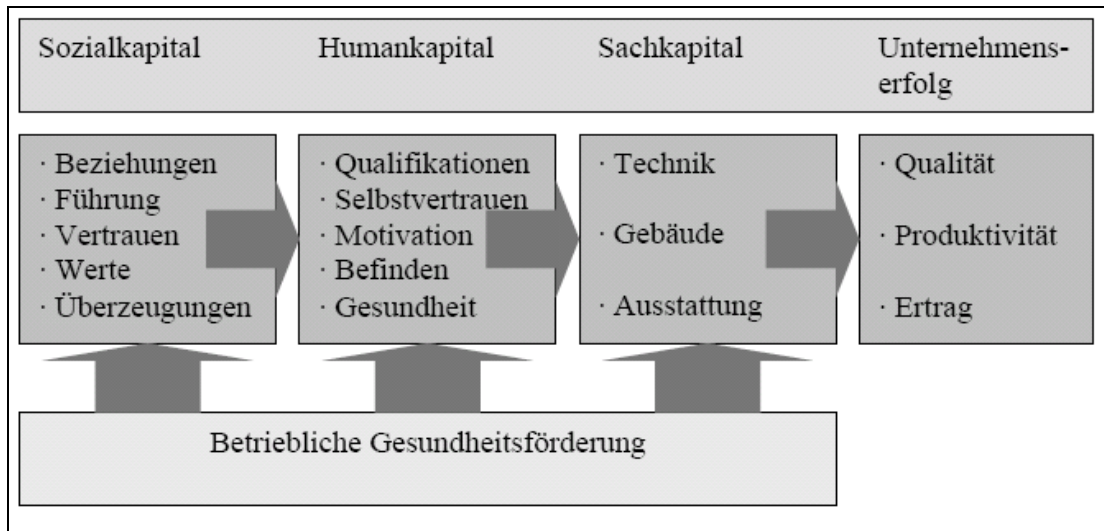 Sozialkapital
Humankapital
Sachkapital
Unternehmens-
erfolg
· Beziehungen
· Führung
· Vertrauen
· Werte
· Überzeugungen
· Qualifikationen
· Selbstvertrauen
· Motivation
· Befinden
· Gesundheit
· Technik
· Gebäude
· Ausstattung
· Qualität
· Produktivität
· Ertrag
Betriebliche Gesundheitsförderung